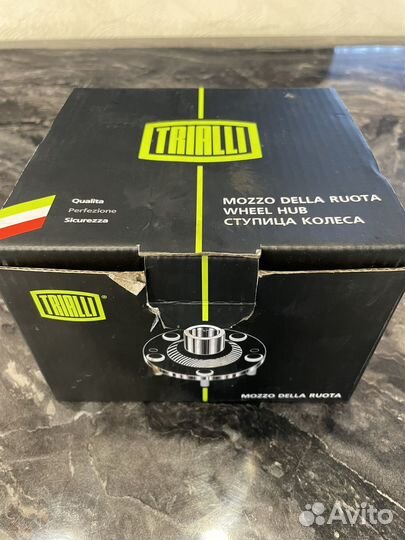 TRIALLI
Qualita
Perfezione
Sicurezza
MOZZO DELLA RUOTA
WHEEL HUB
СТУПИЦА КОЛЕСА
TRIALLI®
MOZZO DELLA RUOTA
Avito